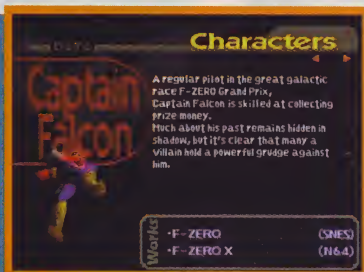 DATA
Characters
Captain
Falcon
A regular pilot in the great galactic
race F-ZERO Grand Prix,
Captain Falcon is skilled at collecting
prize money.
Much about his past remains hidden in
shadow, but it's clear that many a
villain hold a powerful grudge against
him.
Works
·F-ZERO (SNES)
·F-ZERO X (N64)